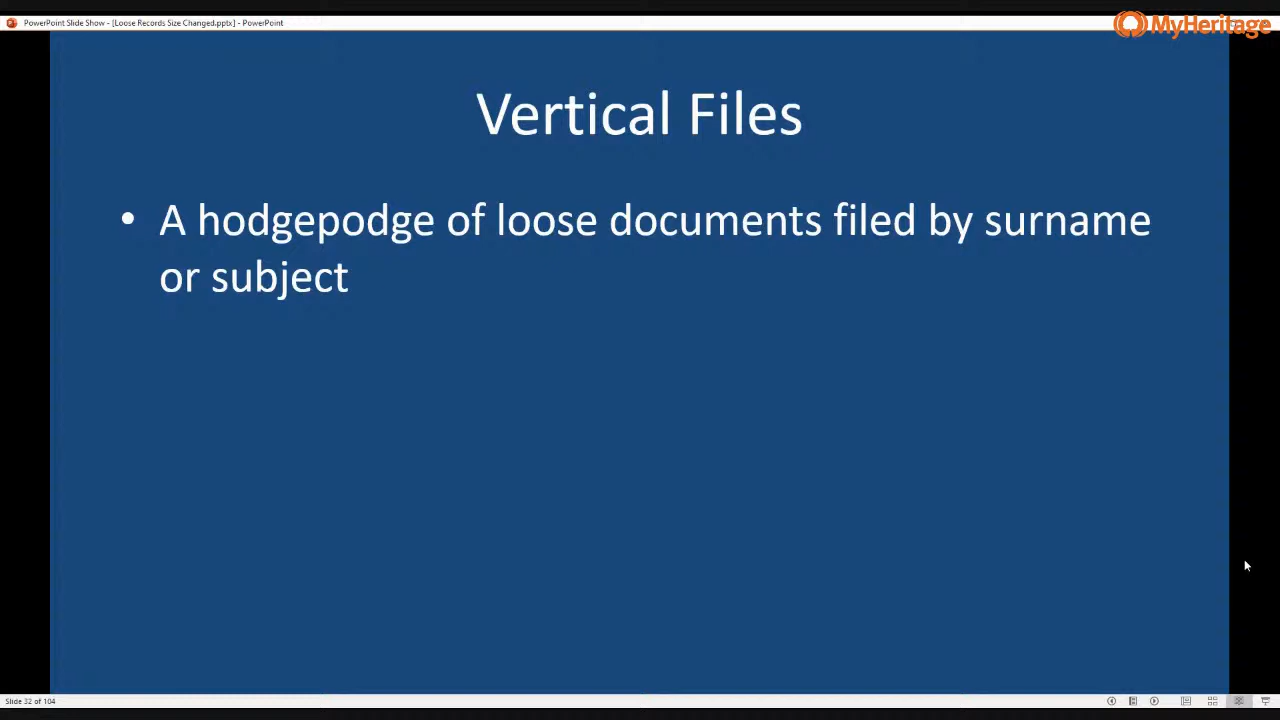 PowerPoint Slide Show - [Loose Records Size Changed.pptx] - PowerPoint
MyHeritage
Vertical Files
• A hodgepodge of loose documents filed by surname
or subject
Slide 32 of 104